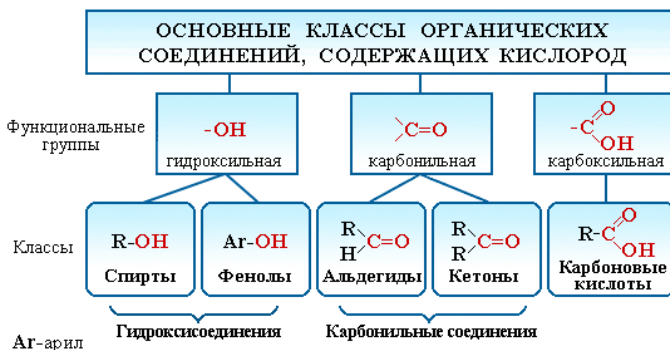 ОСНОВНЫЕ КЛАССЫ ОРГАНИЧЕСКИХ
СОЕДИНЕНИЙ, СОДЕРЖАЩИХ КИСЛОРОД
Функциональные
группы
-OH
гидроксильная
C=O
карбонильная
-C
O
OH
карбоксильная
Классы
R-OH
Спирты
Ar-OH
Фенолы
R
H
C=O
Альдегиды
R
R
C=O
Кетоны
R-C
O
OH
Карбоновые
кислоты
Гидроксисоединения
Карбонильные соединения
Ar-арил